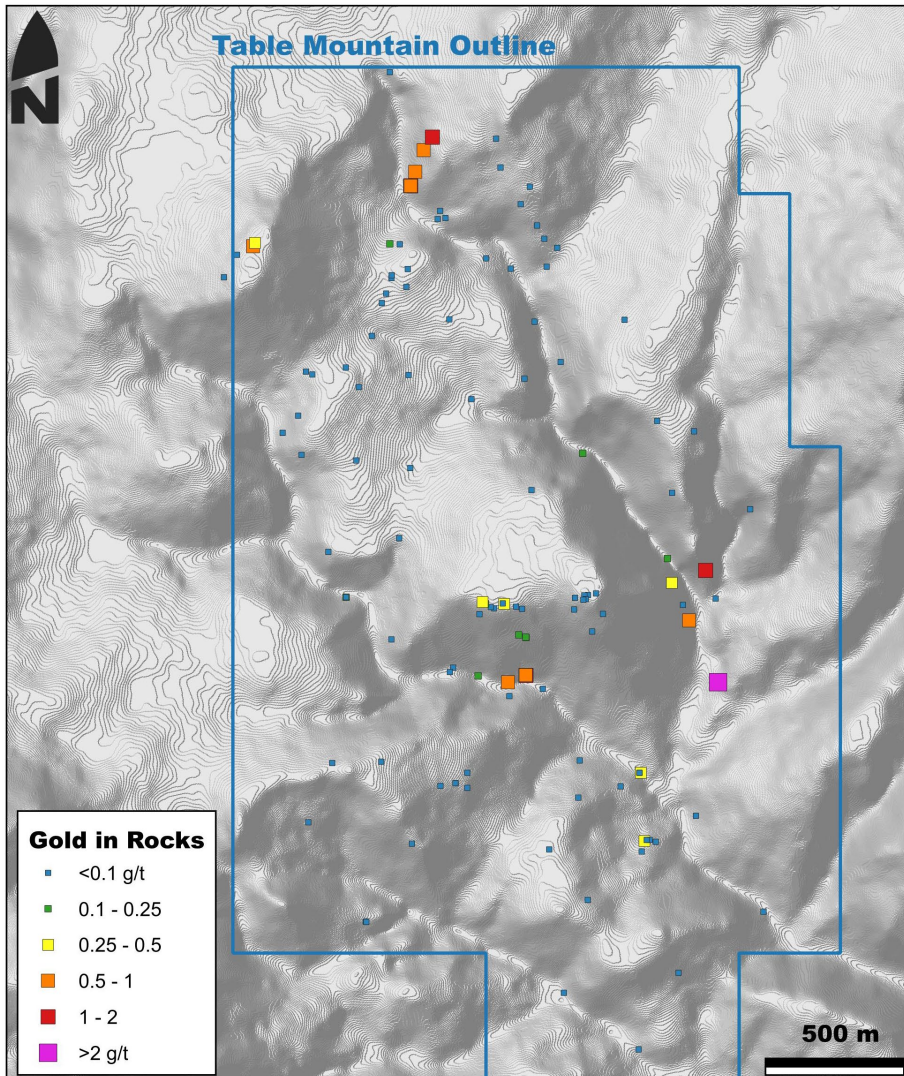 Table Mountain Outline
N
Gold in Rocks
<0.1 g/t
0.1 - 0.25
0.25 - 0.5
0.5 - 1
1 - 2
>2 g/t
500 m